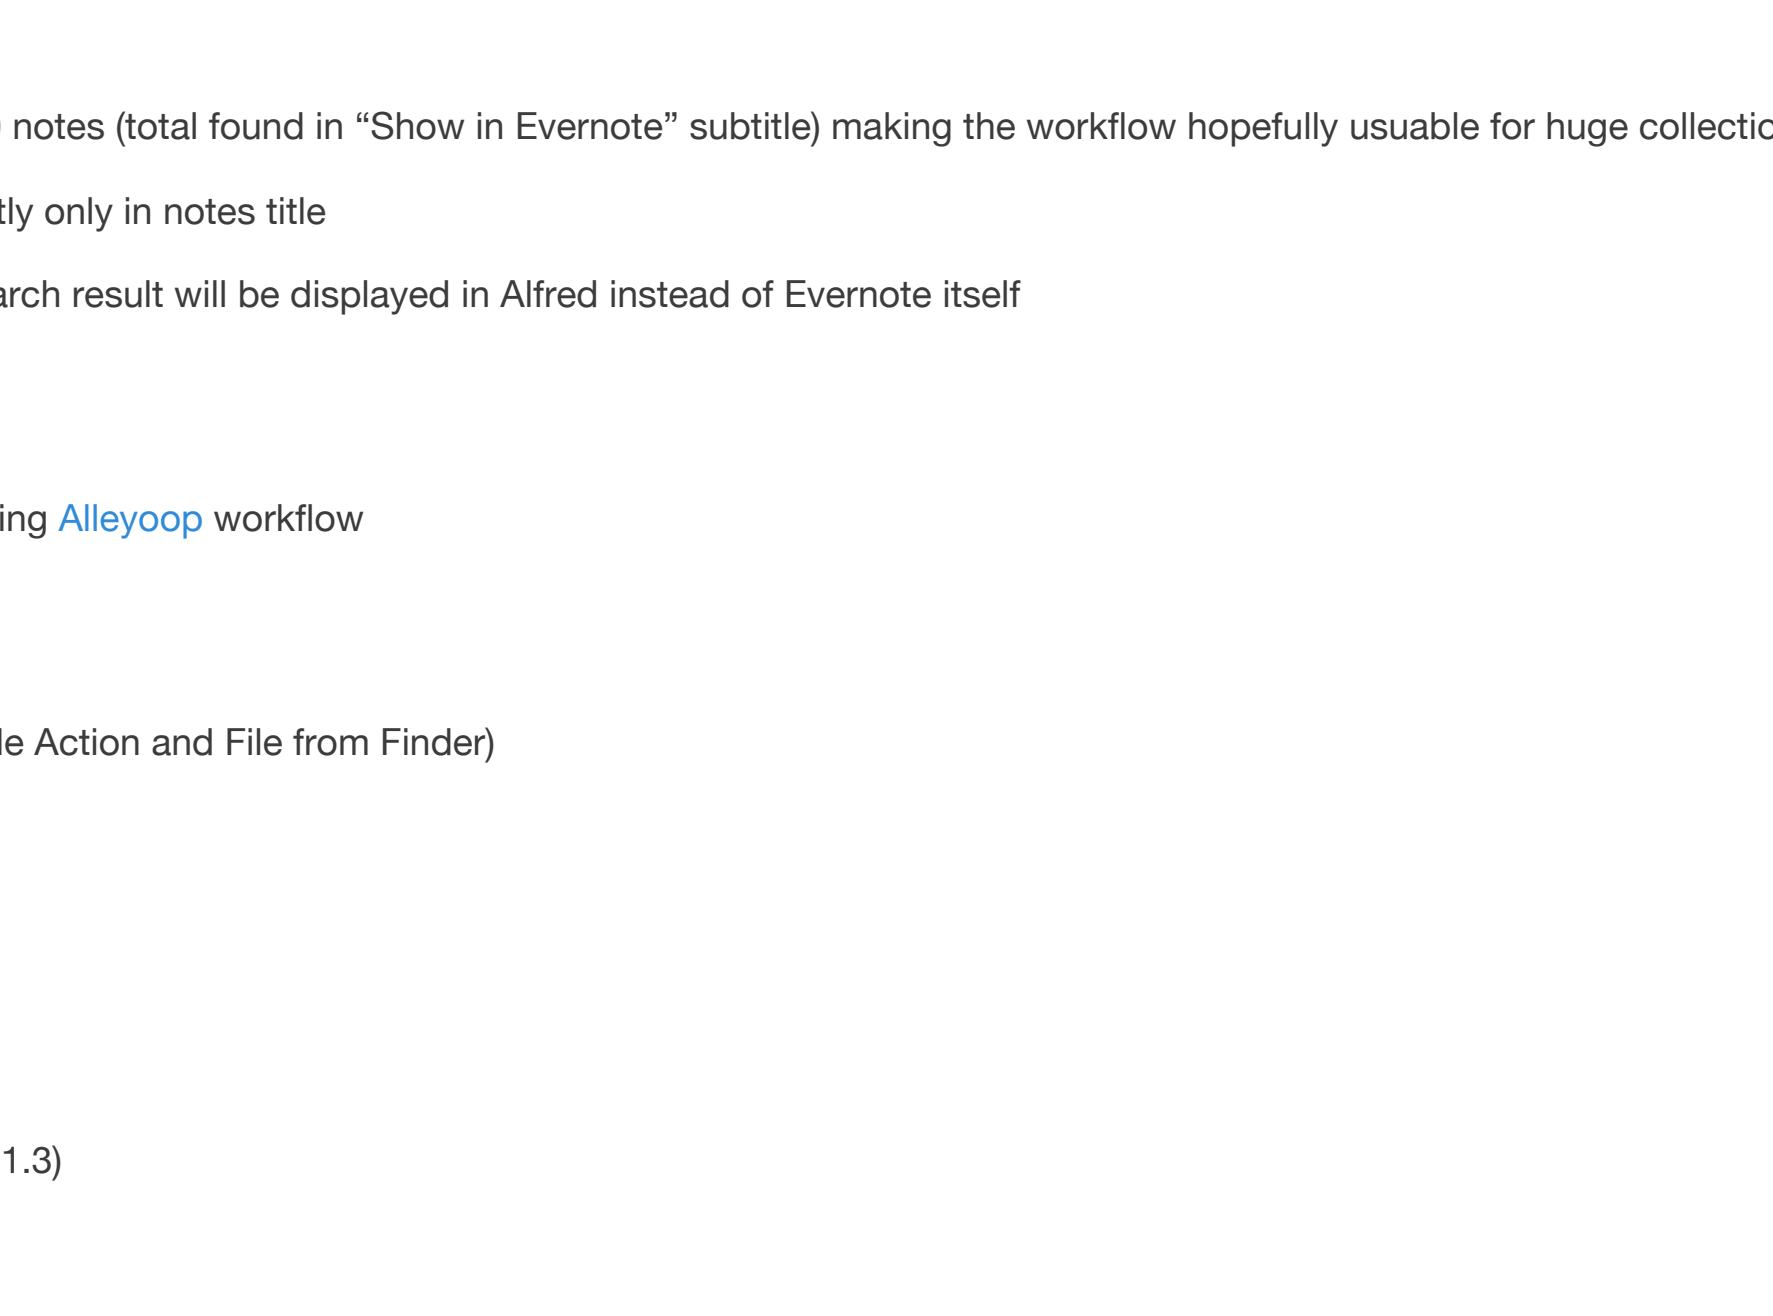 notes (total found in “Show in Evernote” subtitle) making the workflow hopefully usuable for huge collectio
tly only in notes title
arch result will be displayed in Alfred instead of Evernote itself
ing Alleyoop workflow
le Action and File from Finder)
1.3)